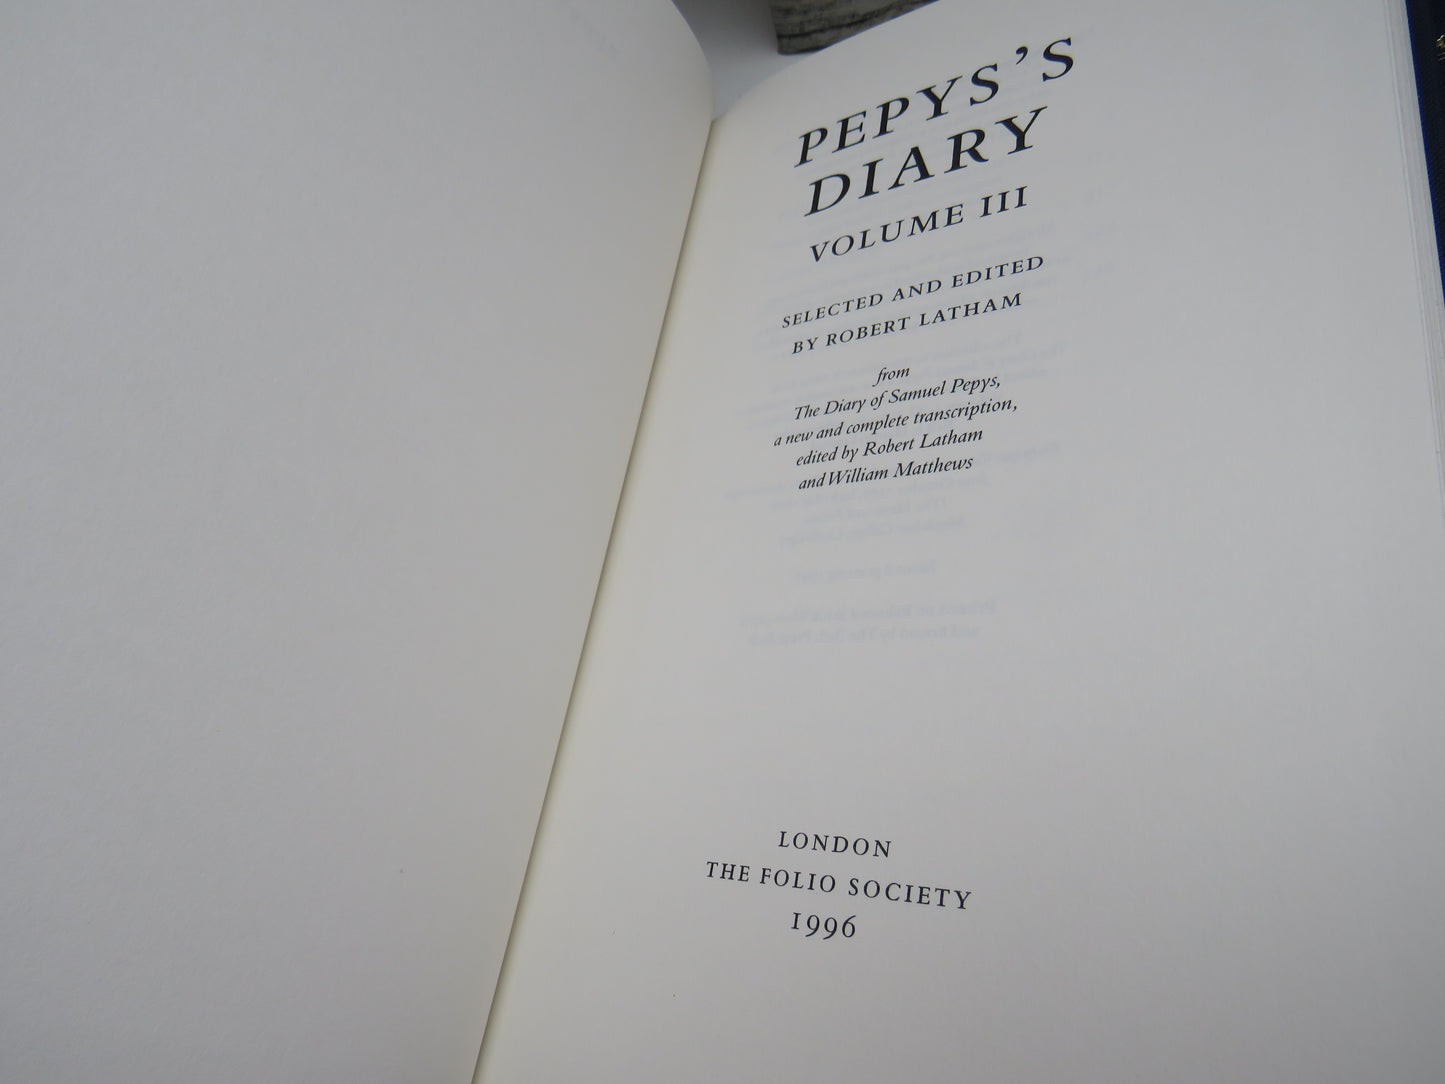 PEPYS'S
DIARY
VOLUME III
SELECTED AND EDITED
BY ROBERT LATHAM
from
The Diary of Samuel Pepys,
a new and complete transcription,
edited by Robert Latham
and William Matthews
LONDON
THE FOLIO SOCIETY
1996